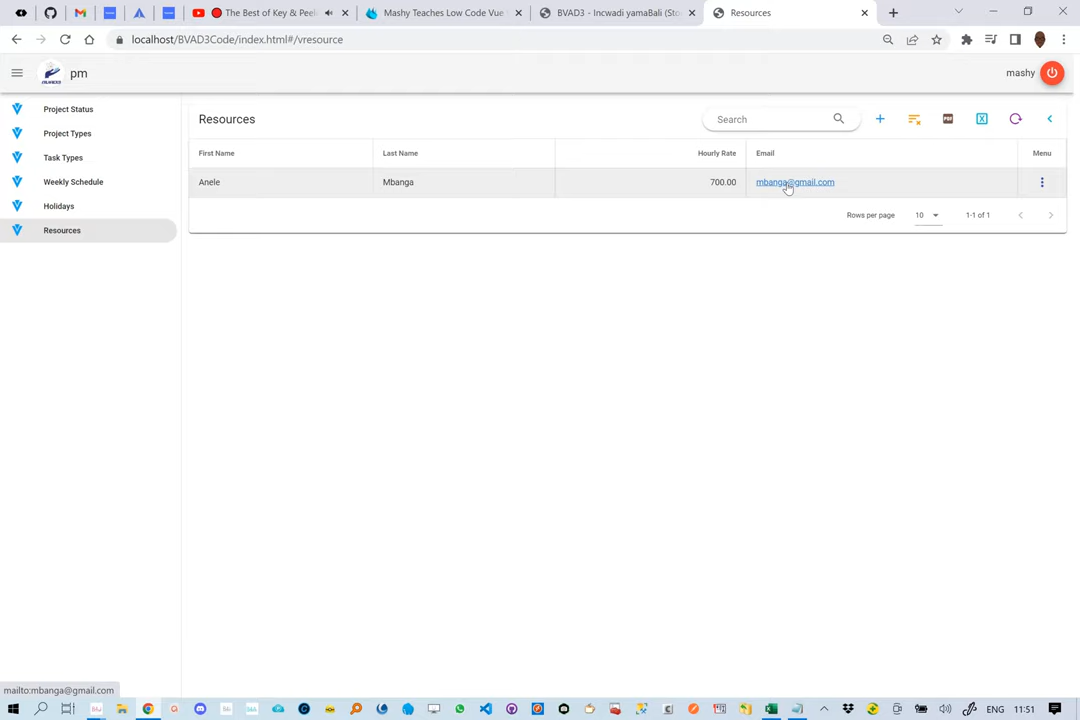 The Best of Key & Peel
Mashy Teaches Low Code Vue
BVAD3 - Incwadi yamaBali (Sto
Resources
localhost/BVAD3Code/index.html#/vresource
pm
mashy
Project Status
Project Types
Task Types
Weekly Schedule
Holidays
Resources
Resources
Search
PDF
X
First Name
Last Name
Hourly Rate
Email
Menu
Anele
Mbanga
700.00
mbanga@gmail.com
Rows per page
10
1-1 of 1
mailto:mbanga@gmail.com
ENG
11:51